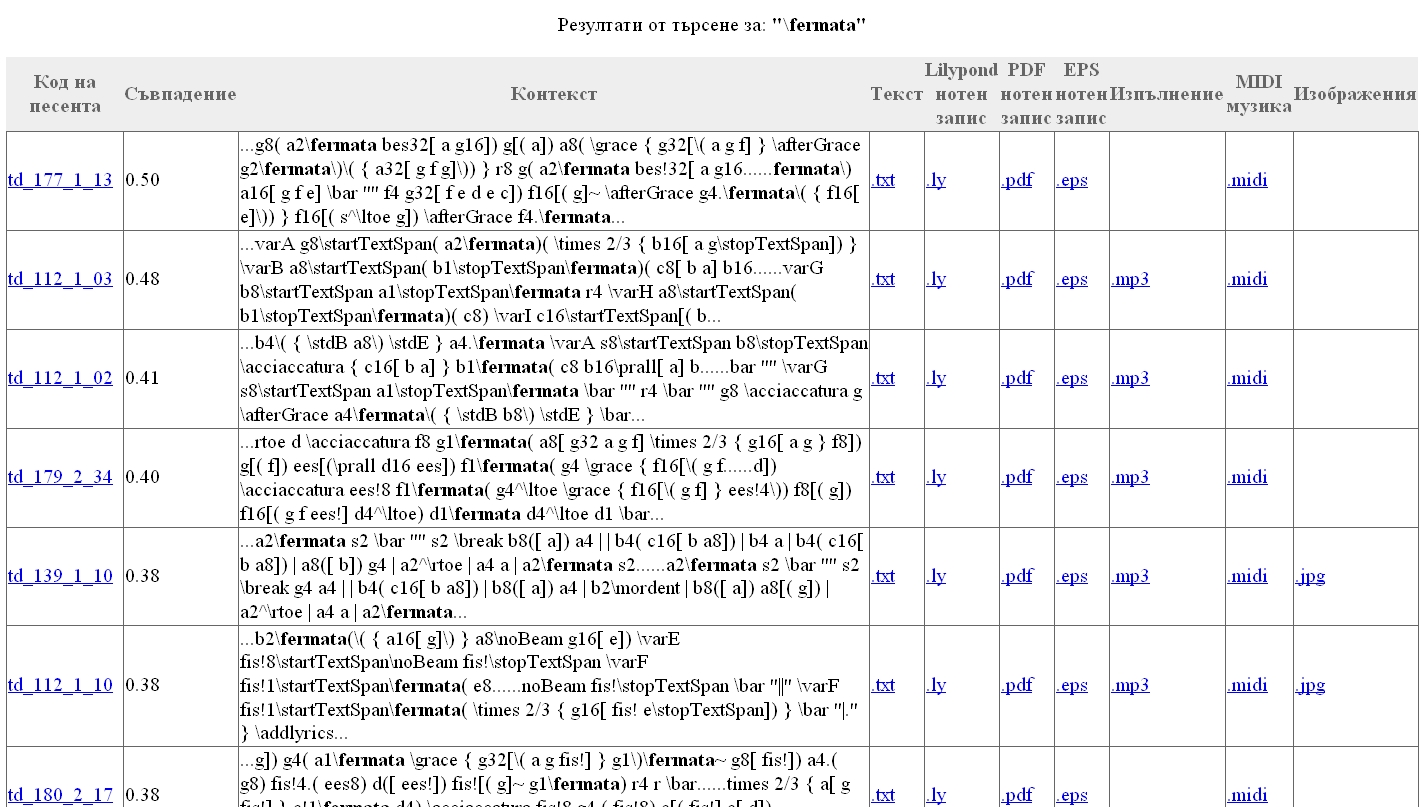 Резултати от търсене за: "\fermata"
Код на песента Съвпадение Контекст Текст Lilypond нотен запис PDF нотен запис EPS нотен запис Изпълнение MIDI музика Изображения
td_177_1_13 0.50
...g8( a2\fermata bes32[ a g16]) g[( a]) a8( \grace { g32[\( a g f] } \afterGrace
g2\fermata\)\( { a32[ g f g]\)) } r8 g( a2\fermata bes!32[ a g16......fermata\)
a16[ g f e] \bar "" f4 g32[ f e d e c]) f16[( g]~ \afterGrace g4.\fermata\( { f16[
e]\)) } f16[( s^\ltoe g]) \afterGrace f4.\fermata...
.txt .ly .pdf .eps .midi
td_112_1_03 0.48
...varA g8\startTextSpan( a2\fermata)( \times 2/3 { b16[ a g\stopTextSpan]) }
\varB a8\startTextSpan( b1\stopTextSpan\fermata)( c8[ b a] b16......varG
b8\startTextSpan a1\stopTextSpan\fermata r4 \varH a8\startTextSpan(
b1\stopTextSpan\fermata)( c8) \varI c16\startTextSpan[( b...
.txt .ly .pdf .eps .mp3 .midi
td_112_1_02 0.41
...b4\( { \stdB a8\) \stdE } a4.\fermata \varA s8\startTextSpan b8\stopTextSpan
\acciaccatura { c16[ b a] } b1\fermata( c8 b16\prall[ a] b......bar "" \varG
s8\startTextSpan a1\stopTextSpan\fermata \bar "" r4 \bar "" g8 \acciaccatura g
\afterGrace a4\fermata\( { \stdB b8\) \stdE } \bar...
.txt .ly .pdf .eps .mp3 .midi
td_179_2_34 0.40
...rtoe d \acciaccatura f8 g1\fermata( a8[ g32 a g f] \times 2/3 { g16[ a g } f8])
g[( f]) ees[(\prall d16 ees]) f1\fermata( g4 \grace { f16[\( g f......d])
\acciaccatura ees!8 f1\fermata( g4^\ltoe \grace { f16[\( g f] } ees!4\)) f8[( g])
f16[( g f ees!] d4^\ltoe) d1\fermata d4^\ltoe d1 \bar...
.txt .ly .pdf .eps .mp3 .midi
td_139_1_10 0.38
...a2\fermata s2 \bar "" s2 \break b8([ a]) a4 | | b4( c16[ b a8]) | b4 a | b4( c16[
b a8]) | a8([ b]) g4 | a2^\rtoe | a4 a | a2\fermata s2......a2\fermata s2 \bar "" s2
\break g4 a4 | | b4( c16[ b a8]) | b8([ a]) a4 | b2\mordent | b8([ a]) a8[( g]) |
a2^\rtoe | a4 a | a2\fermata...
.txt .ly .pdf .eps .mp3 .midi .jpg
td_112_1_10 0.38
...b2\fermata(\( { a16[ g]\) } a8\noBeam g16[ e]) \varE
fis!8\startTextSpan\noBeam fis!\stopTextSpan \varF
fis!1\startTextSpan\fermata( e8......noBeam fis!\stopTextSpan \bar "||" \varF
fis!1\startTextSpan\fermata( \times 2/3 { g16[ fis! e\stopTextSpan]) } \bar "|."
} \addlyrics...
.txt .ly .pdf .eps .mp3 .midi .jpg
td_180_2_17 0.38
...g]) g4( a1\fermata \grace { g32[\( a g fis!] } g1\)\fermata~ g8[ fis!]) a4.(
g8) fis!4.( ees8) d([ ees!]) fis![( g]~ g1\fermata) r4 r \bar......times 2/3 { a[ g
.txt .ly .pdf .eps .midi